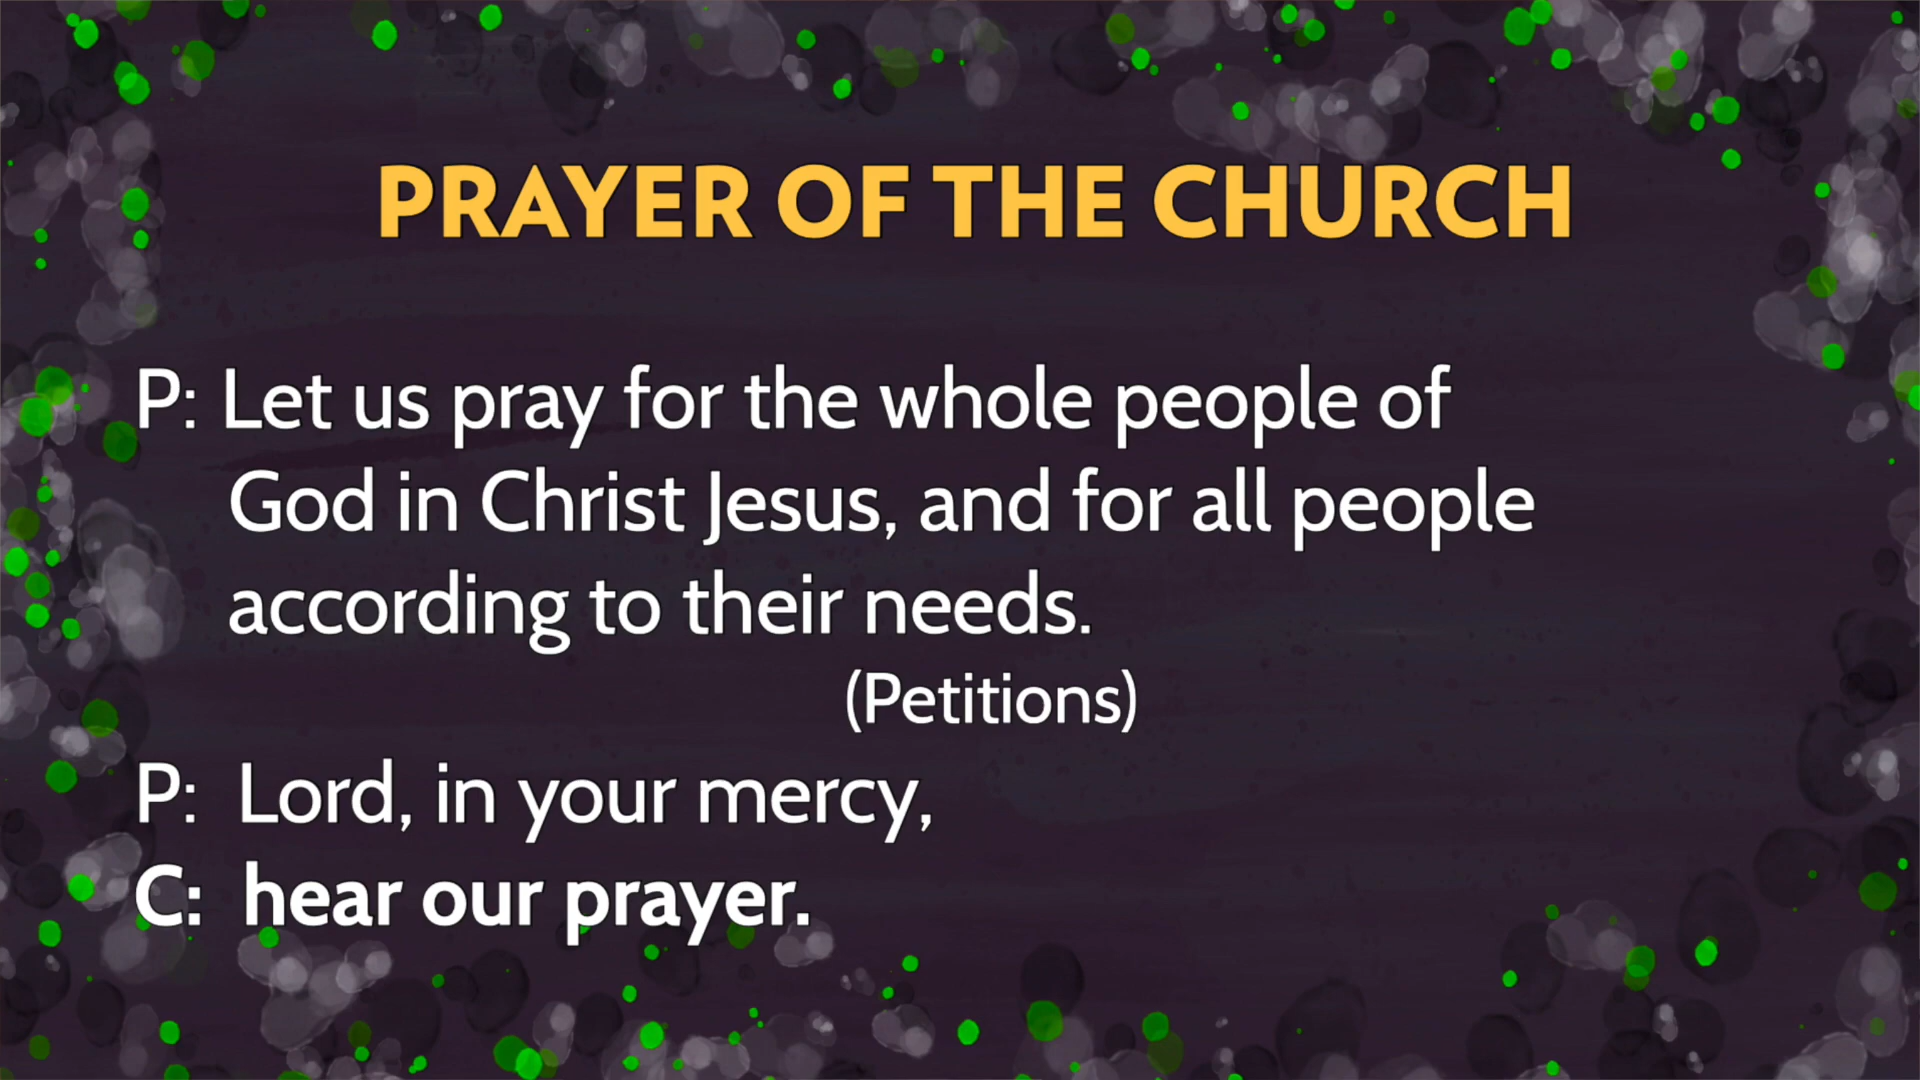 PRAYER OF THE CHURCH
P: Let us pray for the whole people of
God in Christ Jesus, and for all people
according to their needs.
(Petitions)
P: Lord, in your mercy,
C: hear our prayer.